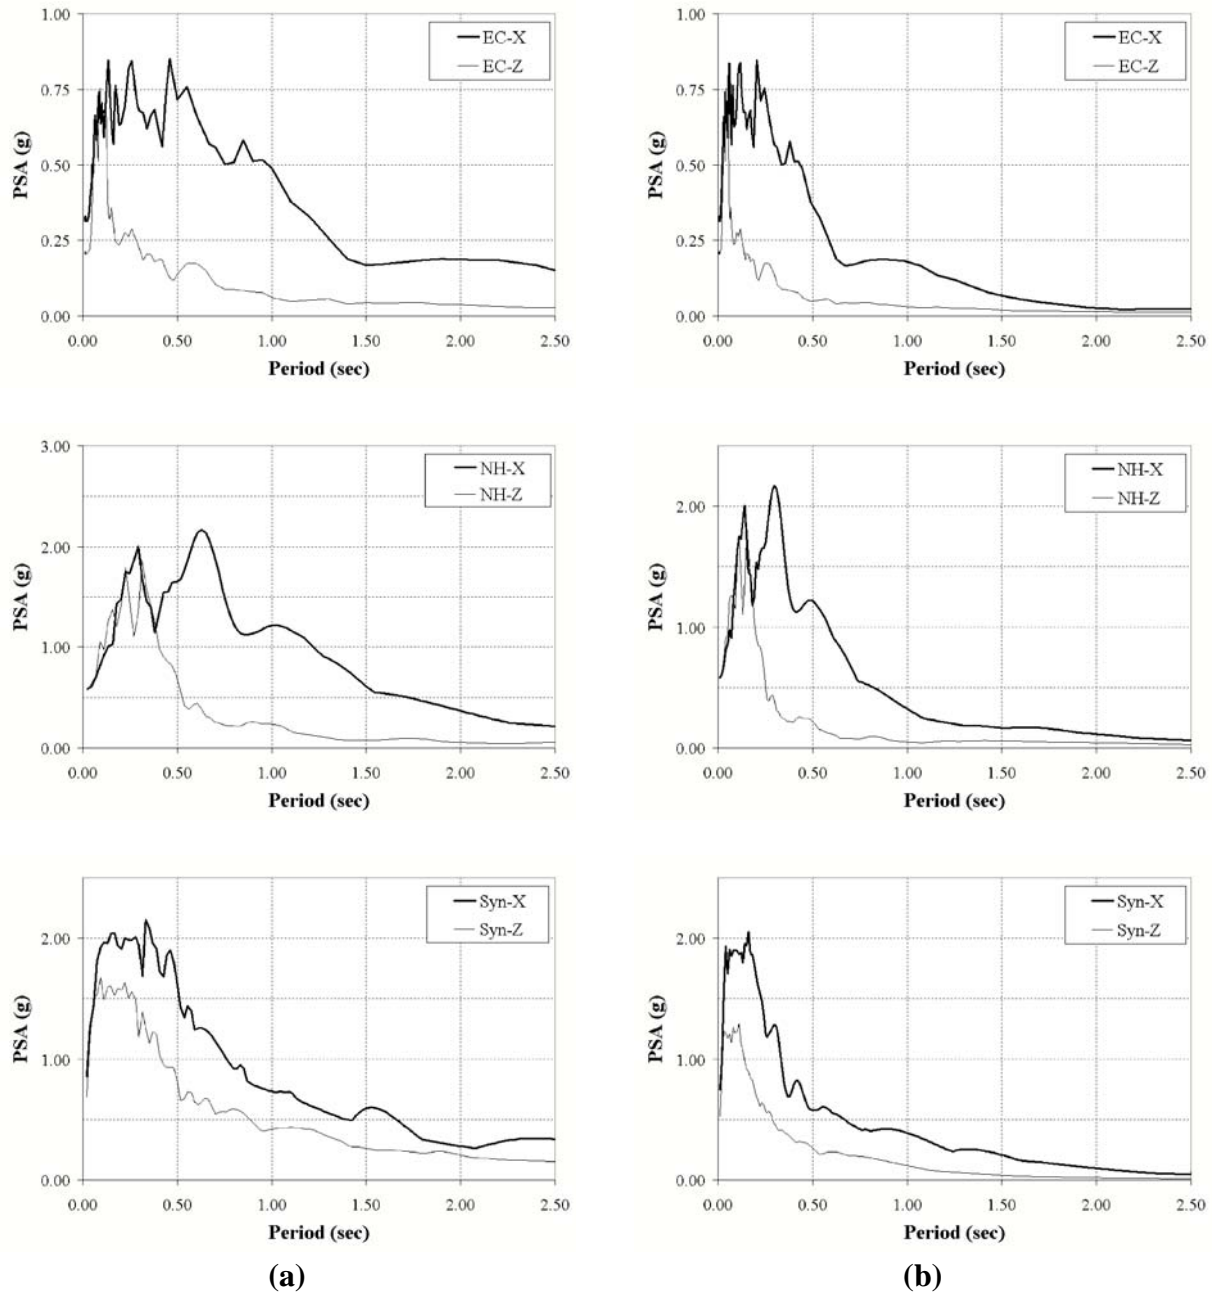 1.00
0.75
0.50
0.25
0.00
PSA (g)
EC-X
EC-Z
0.00 0.50 1.00 1.50 2.00 2.50
Period (sec)
1.00
0.75
0.50
0.25
0.00
PSA (g)
EC-X
EC-Z
0.00 0.50 1.00 1.50 2.00 2.50
Period (sec)
3.00
2.00
1.00
0.00
PSA (g)
NH-X
NH-Z
0.00 0.50 1.00 1.50 2.00 2.50
Period (sec)
2.00
1.00
0.00
PSA (g)
NH-X
NH-Z
0.00 0.50 1.00 1.50 2.00 2.50
Period (sec)
2.00
1.00
0.00
PSA (g)
Syn-X
Syn-Z
0.00 0.50 1.00 1.50 2.00 2.50
Period (sec)
2.00
1.00
0.00
PSA (g)
Syn-X
Syn-Z
0.00 0.50 1.00 1.50 2.00 2.50
Period (sec)
(a)
(b)